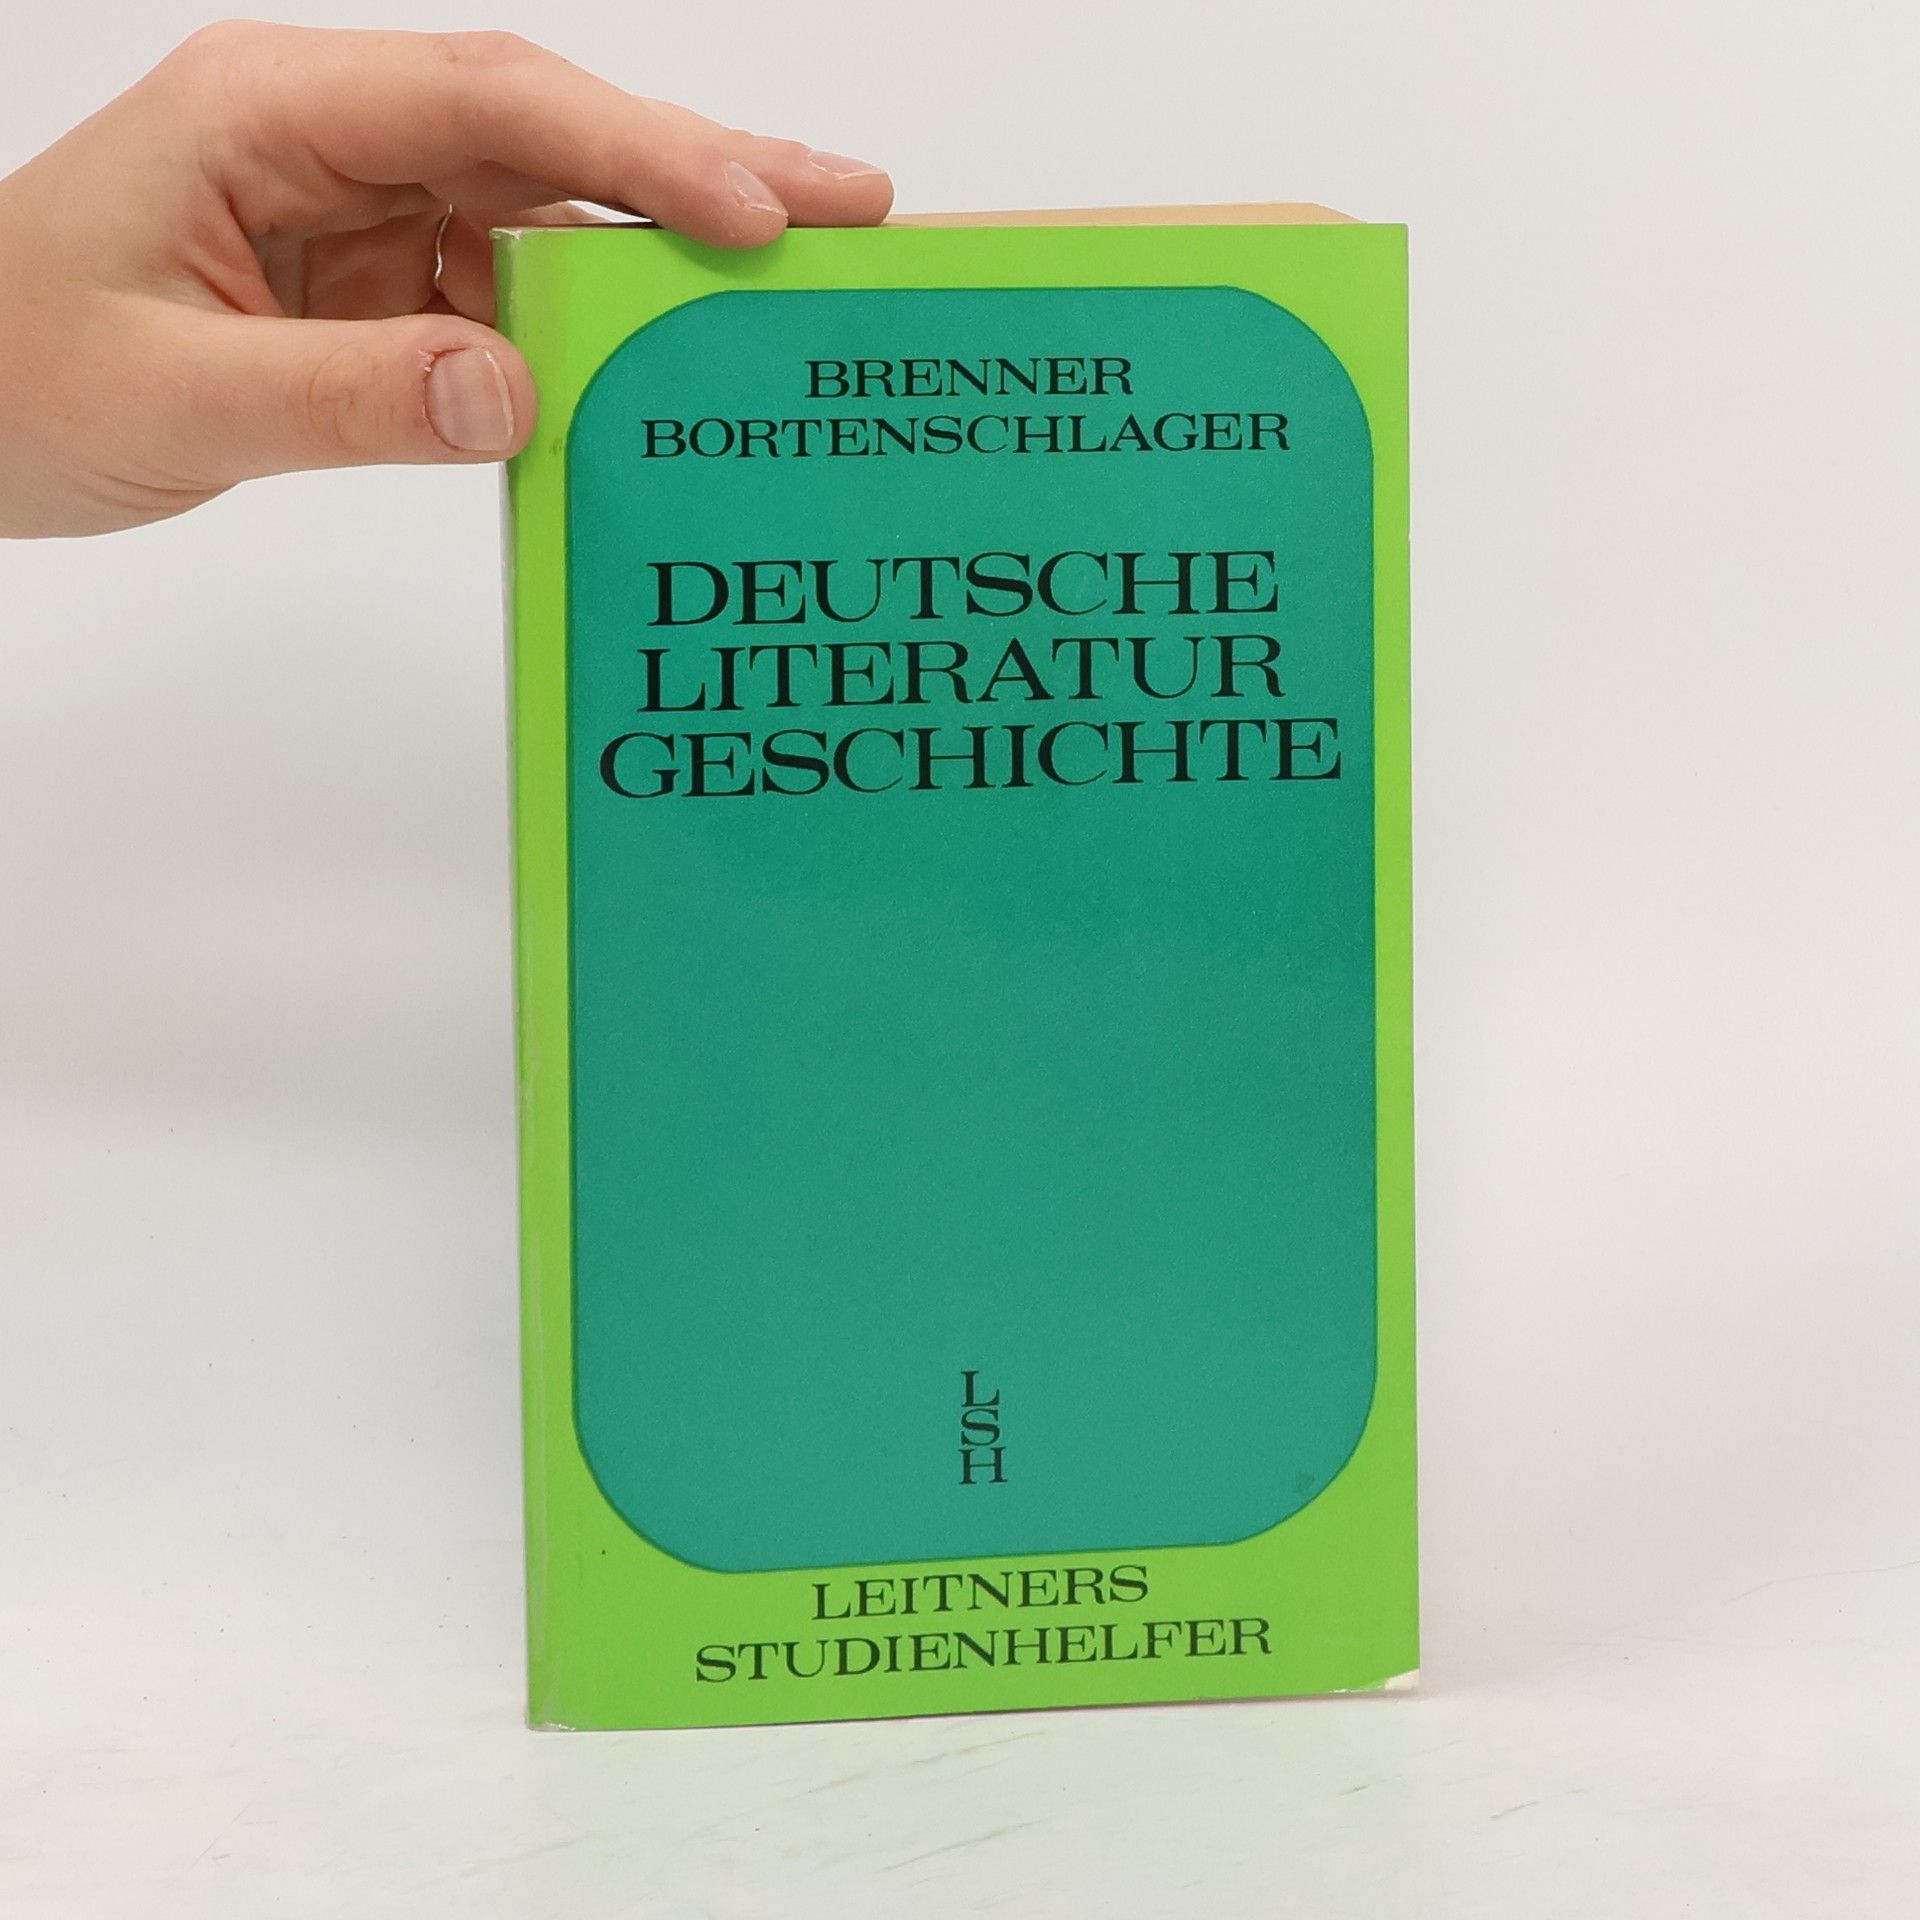 BRENNER
BORTENSCHLAGER
DEUTSCHE
LITERATUR
GESCHICHTE
L
S
H
LEITNERS
STUDIENHELFER